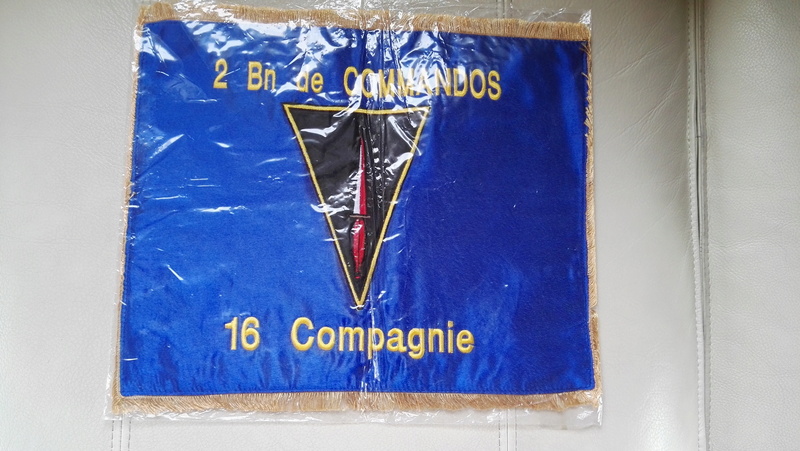 2 Bn de COMMANDOS
16 Compagnie